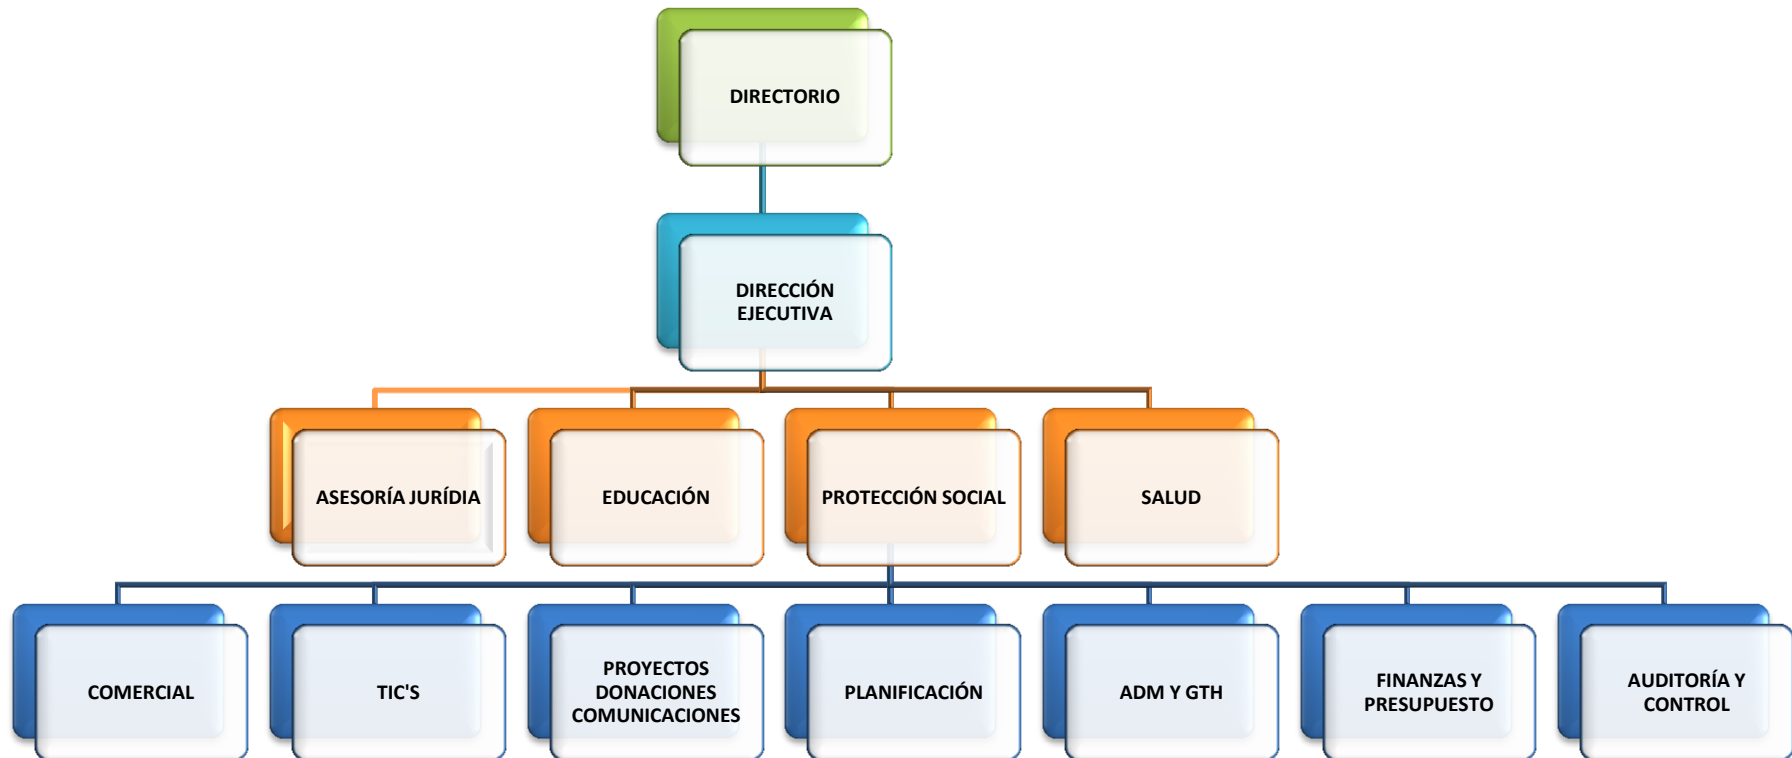 DIRECTORIO
DIRECCIÓN
EJECUTIVA
ASESORÍA JURÍDIA
EDUCACIÓN
PROTECCIÓN SOCIAL
SALUD
COMERCIAL
TIC'S
PROYECTOS
DONACIONES
COMUNICACIONES
PLANIFICACIÓN
ADM Y GTH
FINANZAS Y
PRESUPUESTO
AUDITORÍA Y
CONTROL